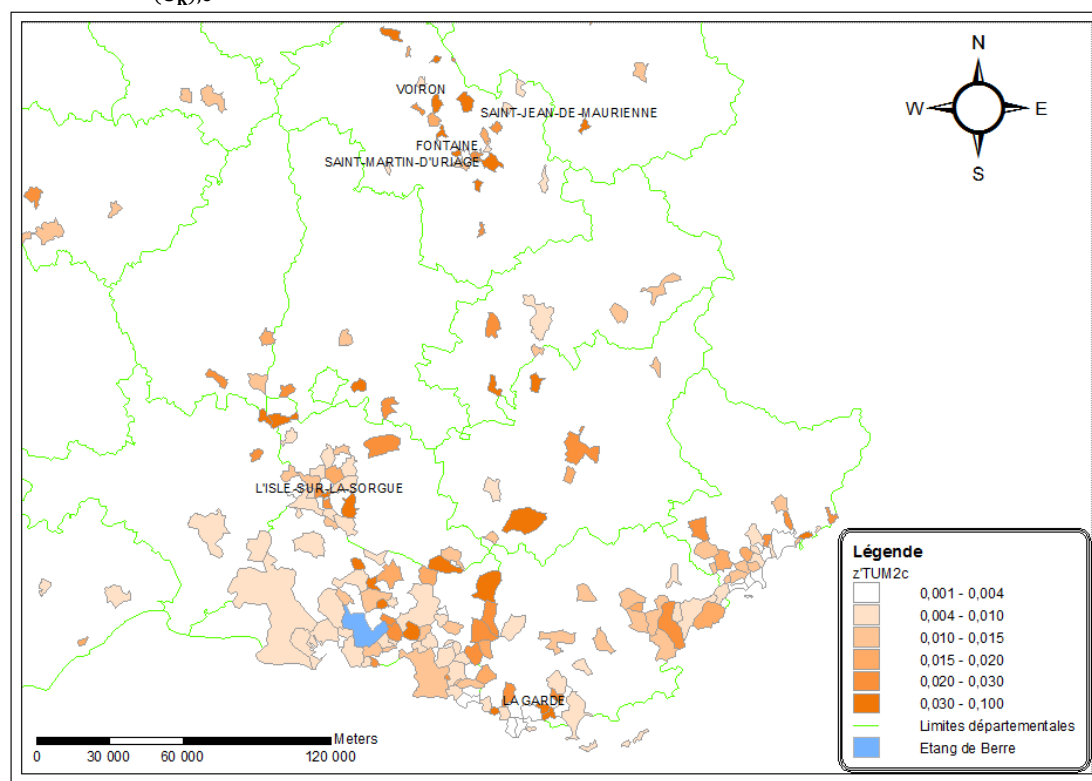 N
W
E
S
VOIRON
SAINT-JEAN-DE-MAURIENNE
FONTAINE
SAINT-MARTIN-D'URIAGE
L'ISLE-SUR-LA-SORGUE
LA GARDE
Légende
z'TUM2c
0,001 - 0,004
0,004 - 0,010
0,010 - 0,015
0,015 - 0,020
0,020 - 0,030
0,030 - 0,100
Limites départementales
Etang de Berre
Meters
0 30 000 60 000 120 000